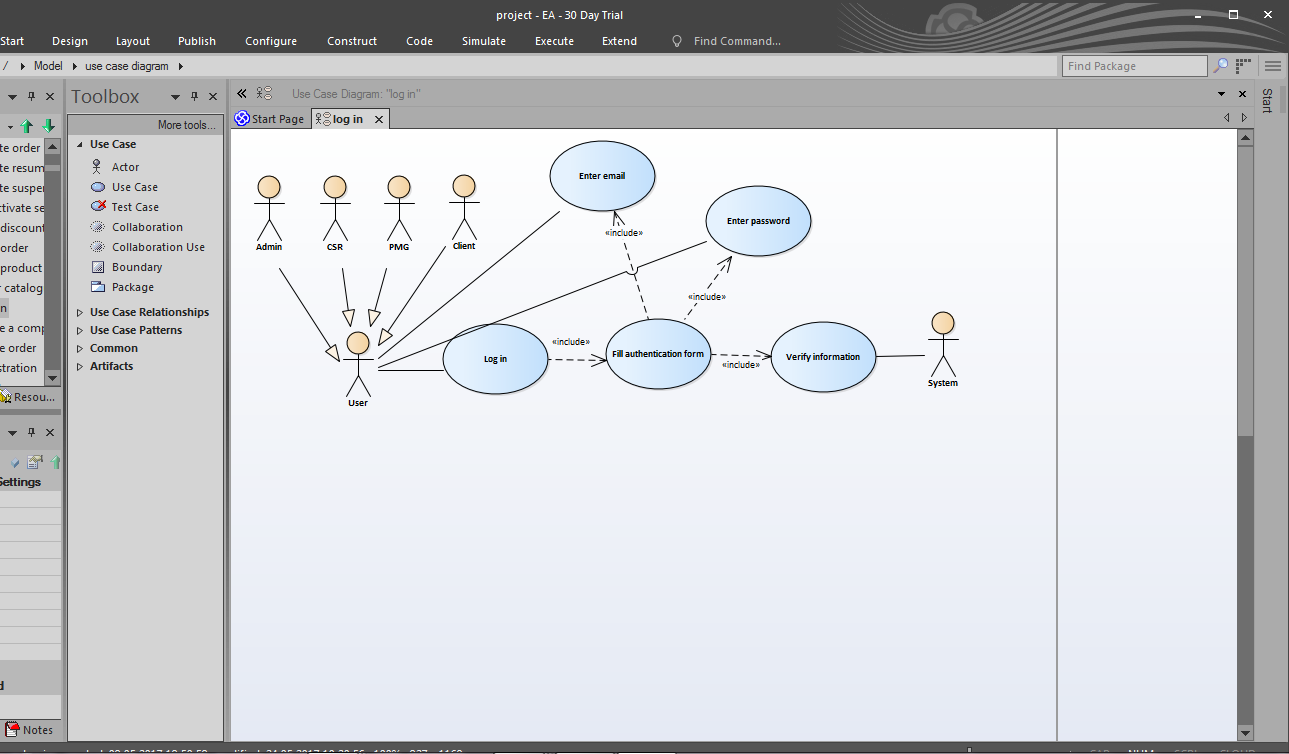 project - EA - 30 Day Trial
Start Design Layout Publish Configure Construct Code Simulate Execute Extend Find Command...
/ Model use case diagram Find Package
Toolbox
More tools...
Use Case
Actor
Use Case
Test Case
Collaboration
Collaboration Use
Boundary
Package
Use Case Relationships
Use Case Patterns
Common
Artifacts
te order
te resum
te suspen
ctivate se
discount
order
product
r catalog
n
e a comp
e order
istration
Resou...
Settings
d
Notes
Use Case Diagram: "log in"
Start Page log in
Start
Enter email
Enter password
«include»
«include»
Admin CSR PMG Client
User
Log in
«include»
Fill authentication form
«include»
Verify information
System